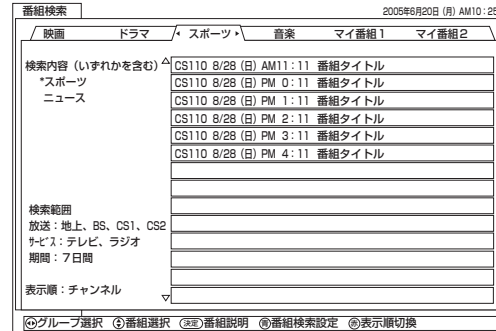 番組検索
2005年6月20日 (月) AM10：25
映画 ドラマ スポーツ 音楽 マイ番組1 マイ番組2
検索内容（いずれかを含む）
*スポーツ
ニュース
CS110 8/28 (日) AM11：11 番組タイトル
CS110 8/28 (日) PM 0：11 番組タイトル
CS110 8/28 (日) PM 1：11 番組タイトル
CS110 8/28 (日) PM 2：11 番組タイトル
CS110 8/28 (日) PM 3：11 番組タイトル
CS110 8/28 (日) PM 4：11 番組タイトル
検索範囲
放送：地上、BS、CS1、CS2
ｻｰﾋﾞｽ：テレビ、ラジオ
期間：７日間
表示順：チャンネル
グループ選択 番組選択 決定 番組説明 青 番組検索設定 赤 表示順切換